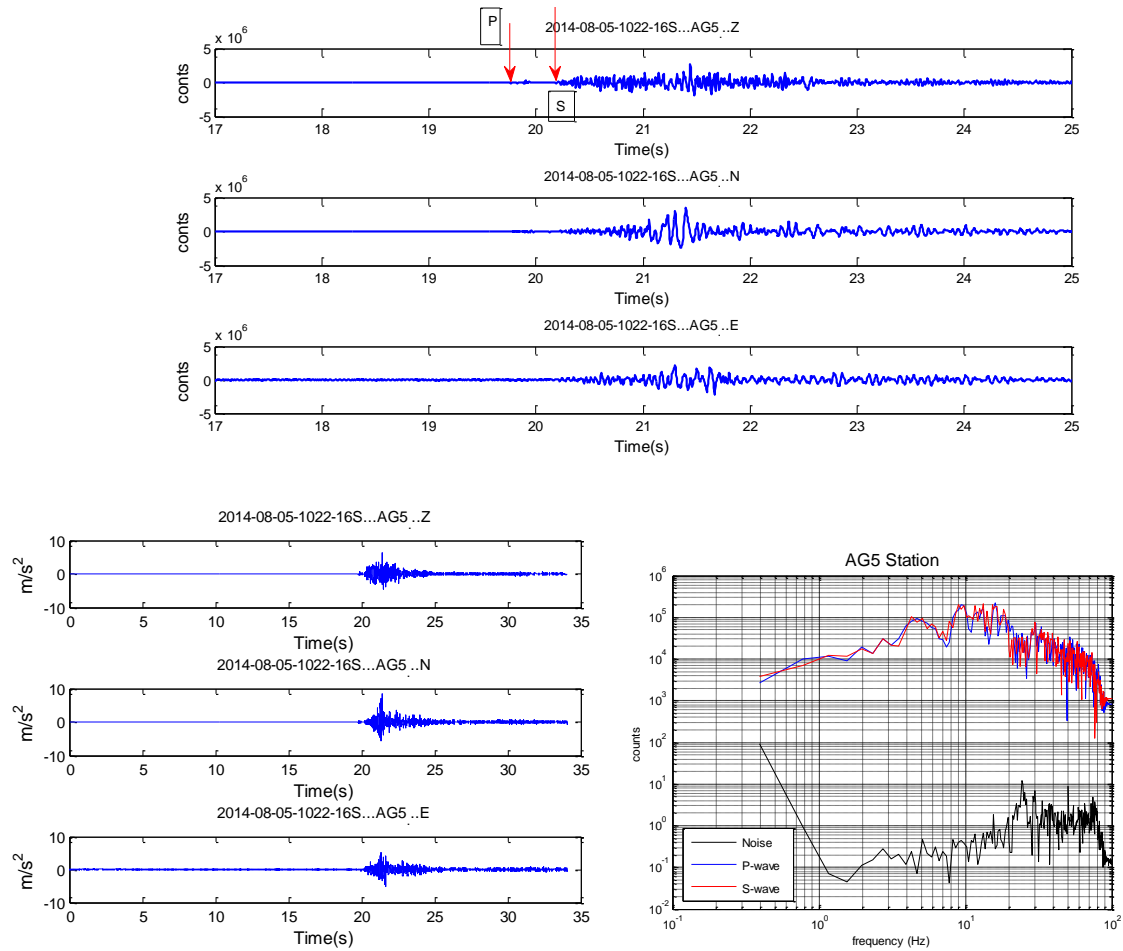 P
2014-08-05-1022-16S...AG5 ..Z
x 10^6
5
0
-5
conts
17 18 19 20 21 22 23 24 25
S
Time(s)
2014-08-05-1022-16S...AG5 ..N
x 10^6
5
0
-5
conts
17 18 19 20 21 22 23 24 25
Time(s)
2014-08-05-1022-16S...AG5 ..E
x 10^6
5
0
-5
conts
17 18 19 20 21 22 23 24 25
Time(s)
2014-08-05-1022-16S...AG5 ..Z
10
0
-10
m/s^2
0 5 10 15 20 25 30 35
Time(s)
2014-08-05-1022-16S...AG5 ..N
10
0
-10
m/s^2
0 5 10 15 20 25 30 35
Time(s)
2014-08-05-1022-16S...AG5 ..E
10
0
-10
m/s^2
0 5 10 15 20 25 30 35
Time(s)
AG5 Station
10^6
10^5
10^4
10^3
10^2
10^1
10^0
10^-1
10^-2
counts
Noise
P-wave
S-wave
10^-1 10^0 10^1 10^2
frequency (Hz)